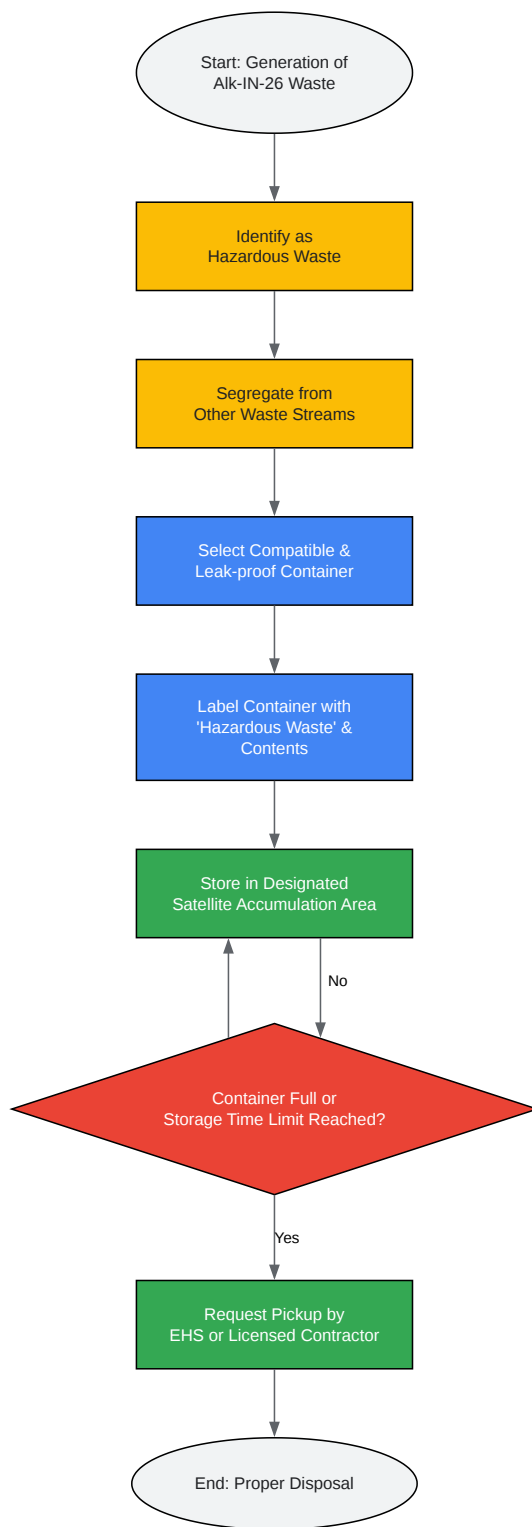 Start: Generation of
Alk-IN-26 Waste
Identify as
Hazardous Waste
Segregate from
Other Waste Streams
Select Compatible &
Leak-proof Container
Label Container with
'Hazardous Waste' &
Contents
Store in Designated
Satellite Accumulation Area
No
Container Full or
Storage Time Limit Reached?
Yes
Request Pickup by
EHS or Licensed Contractor
End: Proper Disposal